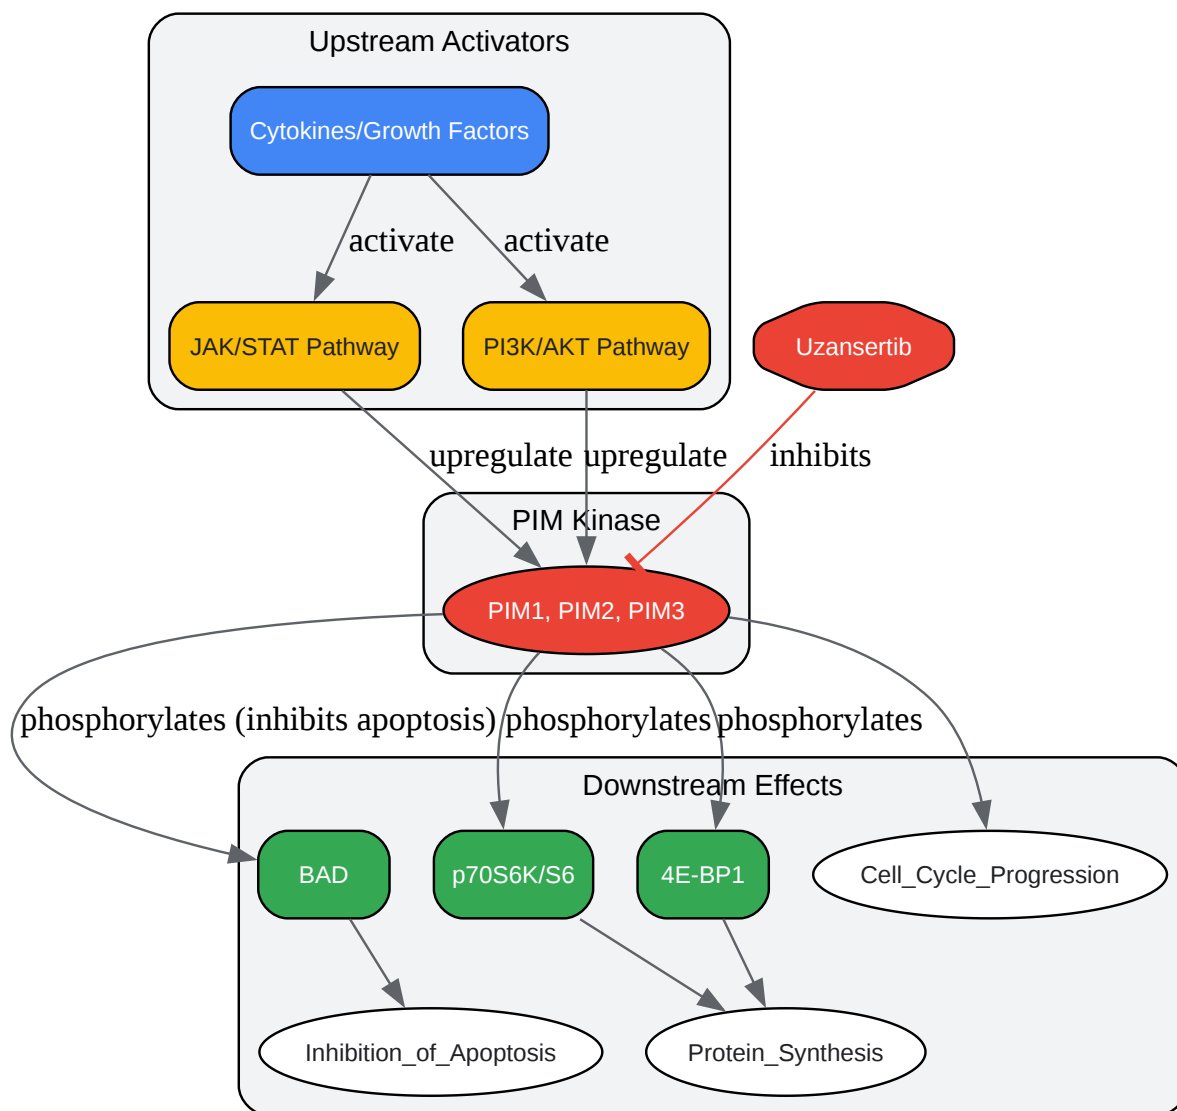 Upstream Activators
Cytokines/Growth Factors
activate
activate
JAK/STAT Pathway
PI3K/AKT Pathway
Uzansertib
upregulate
upregulate
inhibits
PIM Kinase
PIM1, PIM2, PIM3
phosphorylates (inhibits apoptosis)
phosphorylates
phosphorylates
Downstream Effects
BAD
p70S6K/S6
4E-BP1
Cell_Cycle_Progression
Inhibition_of_Apoptosis
Protein_Synthesis